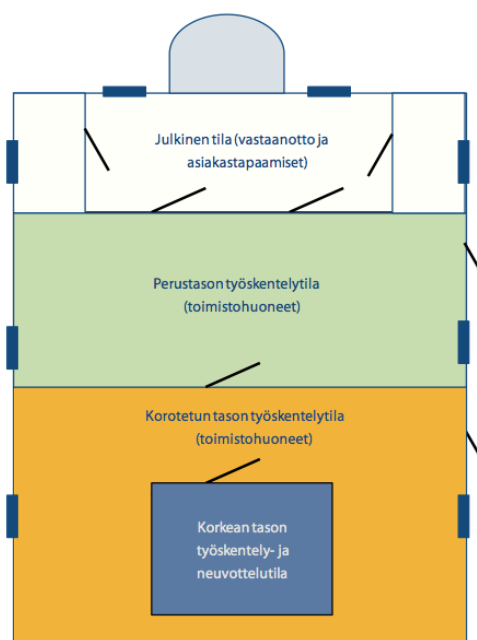 Julkinen tila (vastaanotto ja
asiakastapaamiset)
Perustason työskentelytila
(toimistohuoneet)
Korotetun tason työskentelytila
(toimistohuoneet)
Korkean tason
työskentely- ja
neuvottelutila